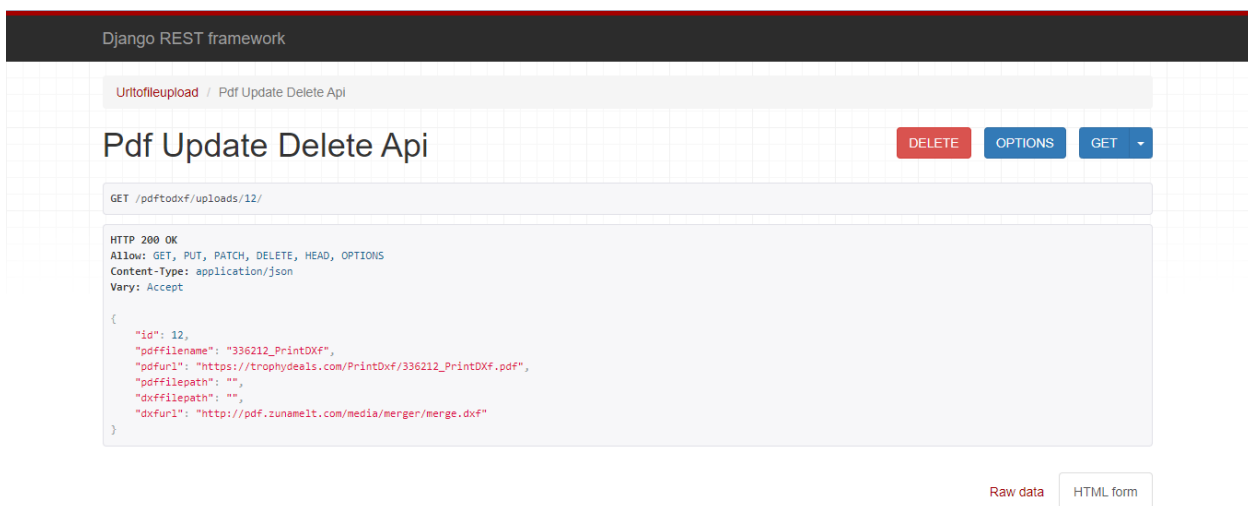 Django REST framework
Urltofileupload / Pdf Update Delete Api
Pdf Update Delete Api
DELETE
OPTIONS
GET
GET /pdftodxf/uploads/12/
HTTP 200 OK
Allow: GET, PUT, PATCH, DELETE, HEAD, OPTIONS
Content-Type: application/json
Vary: Accept
{
"id": 12,
"pdffilename": "336212_PrintDXf",
"pdfurl": "https://trophydeals.com/PrintDxf/336212_PrintDXf.pdf",
"pdffilepath": "",
"dxffilepath": "",
"dxfurl": "http://pdf.zunamelt.com/media/merger/merge.dxf"
}
Raw data
HTML form